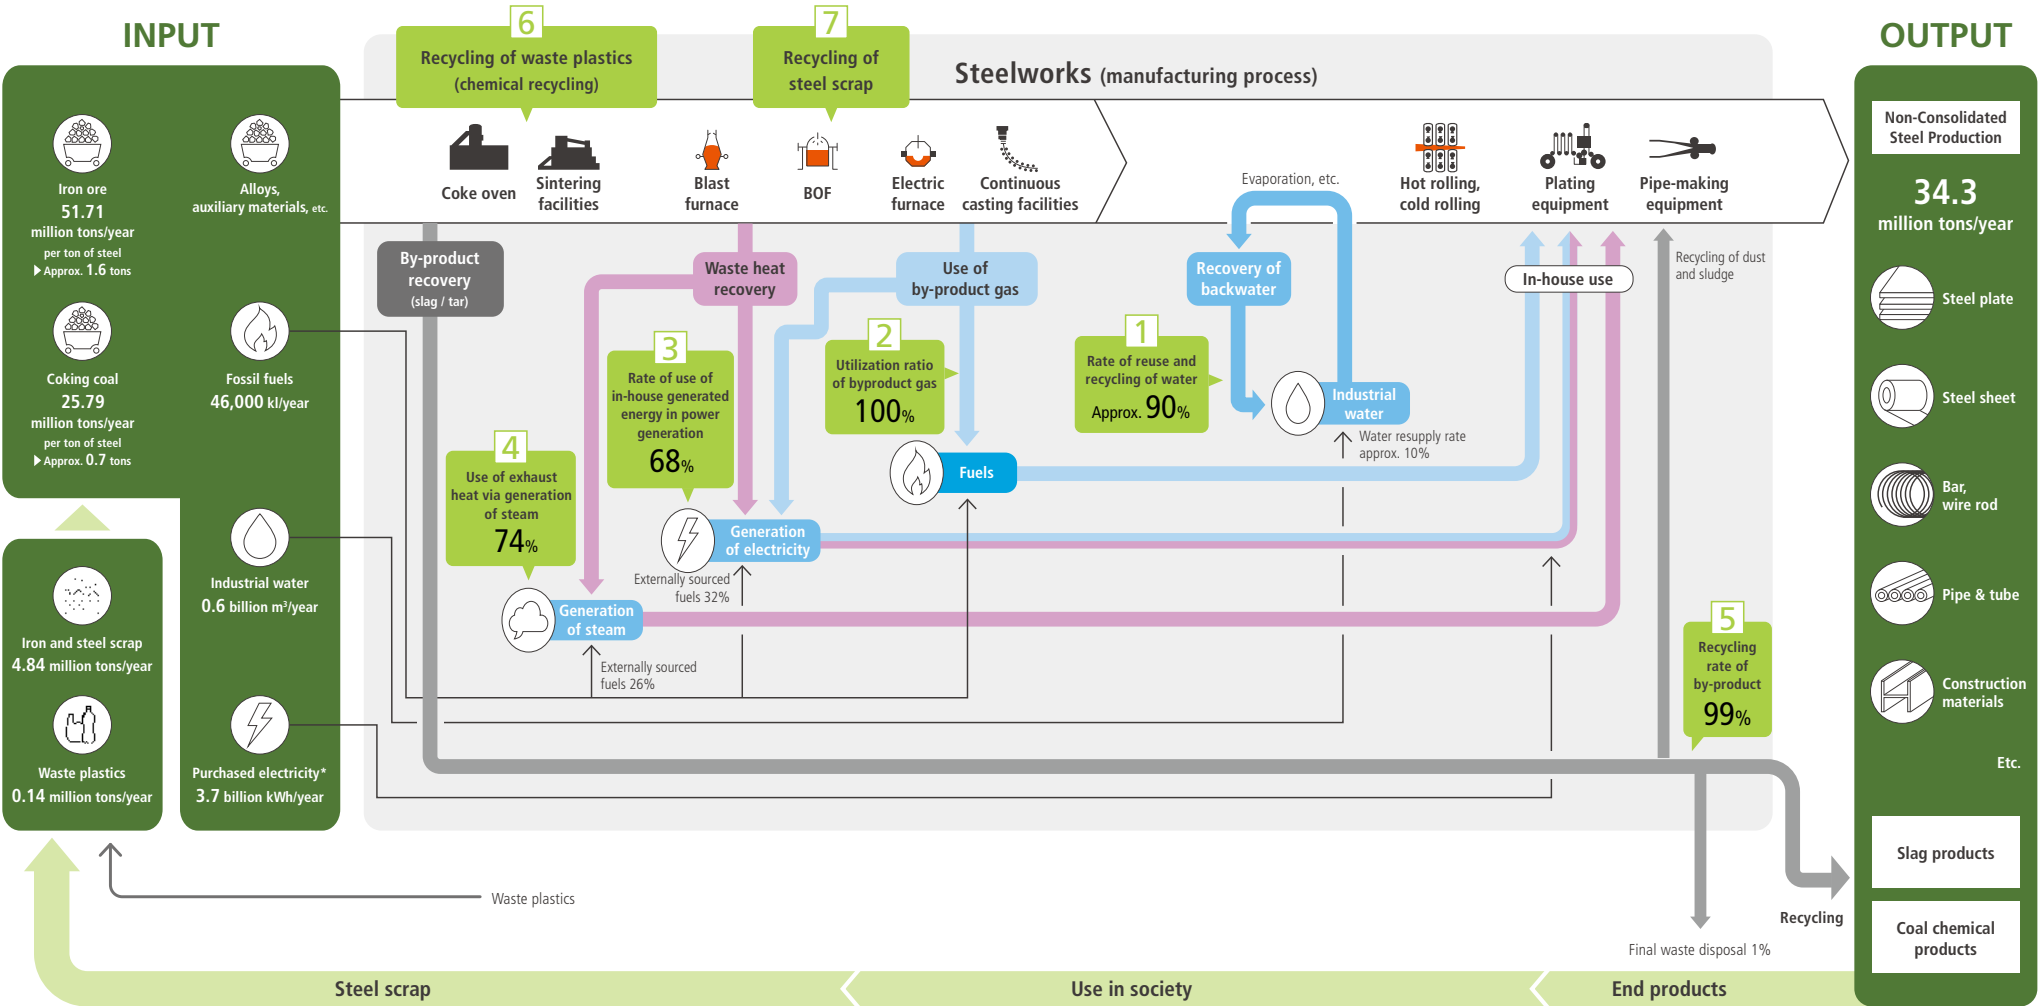 INPUT
Iron ore
51.71
million tons/year
per ton of steel
▶Approx. 1.6 tons
Alloys,
auxiliary materials, etc.
Coking coal
25.79
million tons/year
per ton of steel
▶Approx. 0.7 tons
Fossil fuels
46,000 kl/year
Industrial water
0.6 billion m³/year
Iron and steel scrap
4.84 million tons/year
Waste plastics
0.14 million tons/year
Purchased electricity*
3.7 billion kWh/year
6
Recycling of waste plastics
(chemical recycling)
7
Recycling of
steel scrap
Steelworks (manufacturing process)
Coke oven
Sintering
facilities
Blast
furnace
BOF
Electric
furnace
Continuous
casting facilities
Evaporation, etc.
Hot rolling,
cold rolling
Plating
equipment
Pipe-making
equipment
By-product
recovery
(slag / tar)
Waste heat
recovery
Use of
by-product gas
Recovery of
backwater
In-house use
Recycling of dust
and sludge
1
Rate of reuse and
recycling of water
Approx. 90%
2
Utilization ratio
of byproduct gas
100%
3
Rate of use of
in-house generated
energy in power
generation
68%
4
Use of exhaust
heat via generation
of steam
74%
Industrial
water
Water resupply rate
approx. 10%
Fuels
Generation
of electricity
Externally sourced
fuels 32%
Generation
of steam
Externally sourced
fuels 26%
5
Recycling
rate of
by-product
99%
Recycling
Final waste disposal 1%
Waste plastics
Steel scrap
Use in society
End products
OUTPUT
Non-Consolidated
Steel Production
34.3
million tons/year
Steel plate
Steel sheet
Bar,
wire rod
Pipe & tube
Construction
materials
Etc.
Slag products
Coal chemical
products